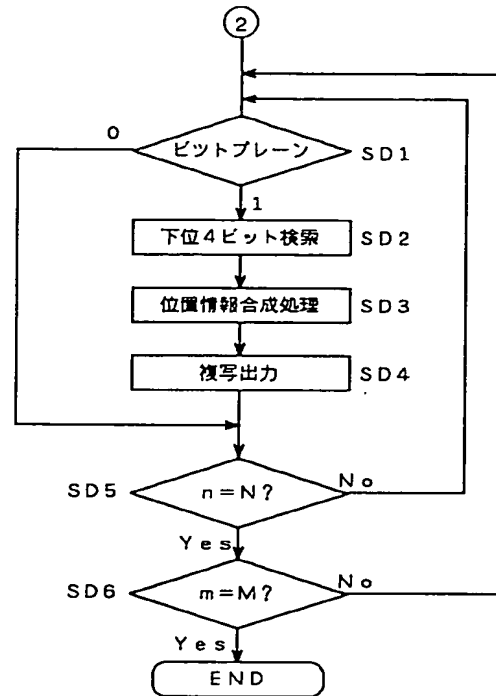 2
0
ビットプレーン SD1
1
下位4ビット検索 SD2
位置情報合成処理 SD3
複写出力 SD4
SD5 n=N? No
Yes
SD6 m=M? No
Yes
END